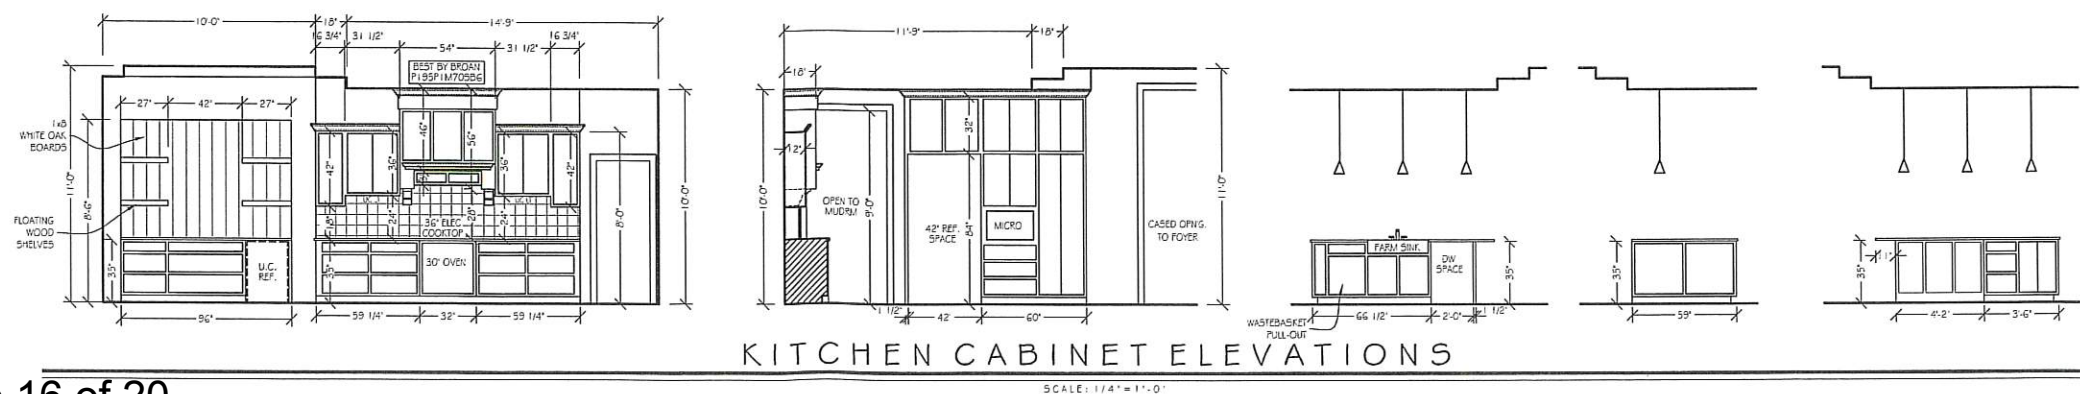 10'-0"
18"
14'-9"
16 3/4"
31 1/2"
54"
31 1/2"
16 3/4"
BEST BY BROAN
P195P1M70SBG
27"
42"
27"
1x8
WHITE OAK
BOARDS
11'-0"
8'-6"
FLOATING
WOOD
SHELVES
35"
U.C.
REF.
96"
42"
36"
46"
56"
36"
42"
18"
24"
28"
24"
36" ELEC
COOKTOP
30" OVEN
35"
8'-0"
10'-0"
59 1/4"
32"
59 1/4"
11'-9"
18"
18"
12"
10'-0"
OPEN TO
MUDRM
9'-0"
32"
84"
42" REF.
SPACE
MICRO
11'-0"
CASED OPN'G.
TO FOYER
1 1/2"
42"
60"
FARM SINK
DW
SPACE
35"
WASTEBASKET
PULL-OUT
66 1/2"
2'-0"
1 1/2"
35"
59"
35"
11"
4'-2"
3'-6"
KITCHEN CABINET ELEVATIONS
SCALE: 1/4"=1'-0"
16 of 20